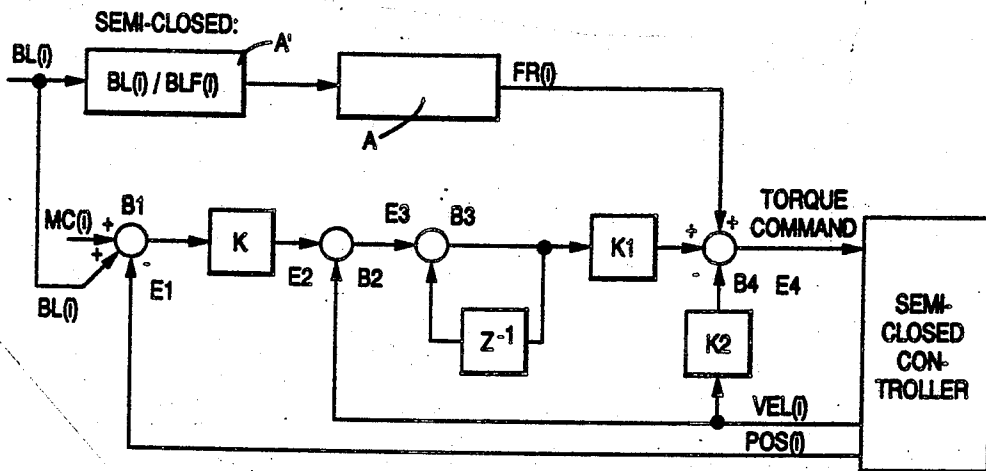 SEMI-CLOSED:
BL(i)
A'
BL(i) / BLF(i)
FR(i)
A
MC(i)
+
B1
+
-
E1
BL(i)
K
E2
B2
E3
B3
Z-1
K1
+
+
-
B4
E4
K2
TORQUE
COMMAND
SEMI-
CLOSED
CON-
TROLLER
VEL(i)
POS(i)